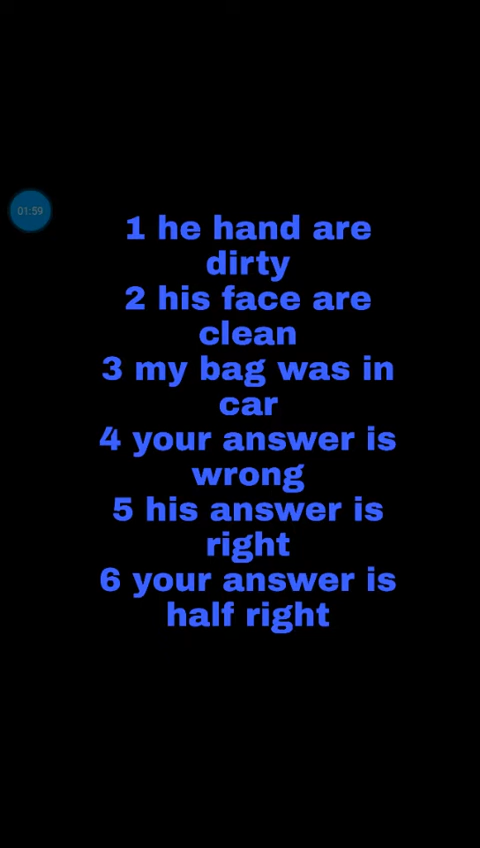 01:59
1 he hand are
dirty
2 his face are
clean
3 my bag was in
car
4 your answer is
wrong
5 his answer is
right
6 your answer is
half right